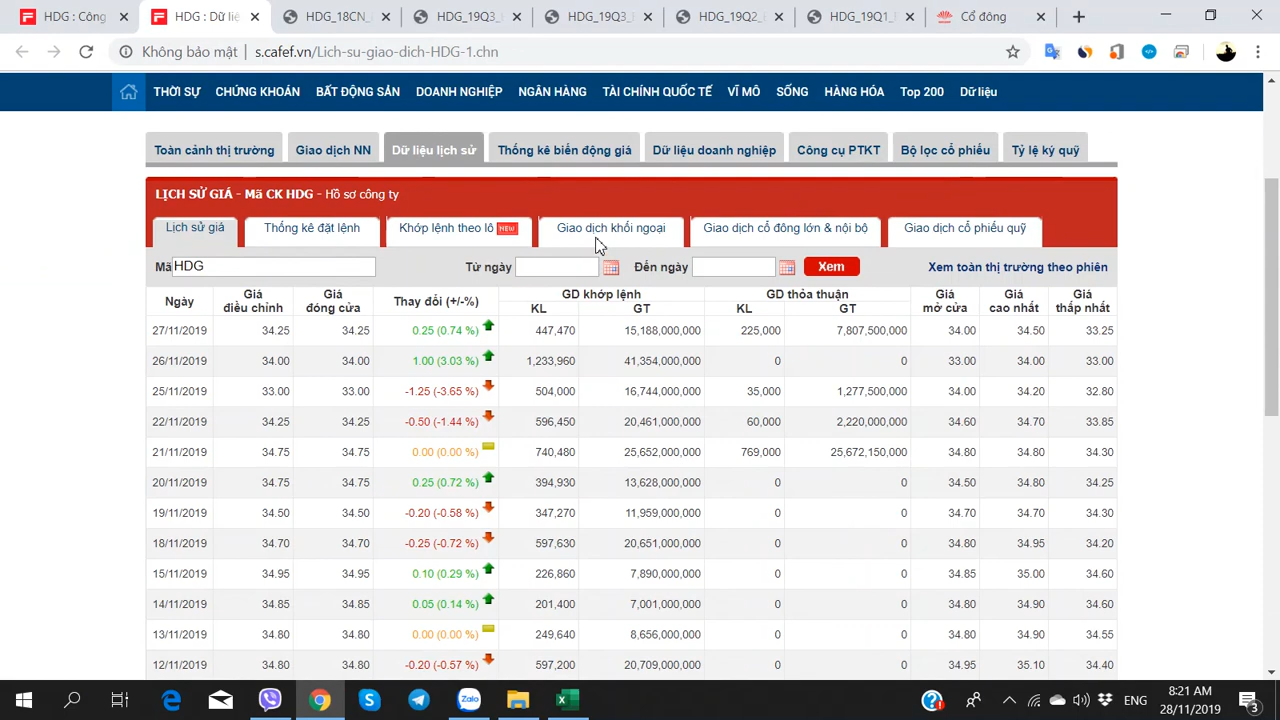 HDG : Công
HDG : Dữ liệ
HDG_18CN_
HDG_19Q3_
HDG_19Q3_
HDG_19Q2_
HDG_19Q1_
Cổ đông
Không bảo mật | s.cafef.vn/Lich-su-giao-dich-HDG-1.chn
THỜI SỰ CHỨNG KHOÁN BẤT ĐỘNG SẢN DOANH NGHIỆP NGÂN HÀNG TÀI CHÍNH QUỐC TẾ VĨ MÔ SỐNG HÀNG HÓA Top 200 Dữ liệu
Toàn cảnh thị trường Giao dịch NN Dữ liệu lịch sử Thống kê biến động giá Dữ liệu doanh nghiệp Công cụ PTKT Bộ lọc cổ phiếu Tỷ lệ ký quỹ
LỊCH SỬ GIÁ - Mã CK HDG - Hồ sơ công ty
Lịch sử giá Thống kê đặt lệnh Khớp lệnh theo lô NEW Giao dịch khối ngoại Giao dịch cổ đông lớn & nội bộ Giao dịch cổ phiếu quỹ
Mã HDG Từ ngày Đến ngày Xem Xem toàn thị trường theo phiên
Ngày Giá điều chỉnh Giá đóng cửa Thay đổi (+/-%) GD khớp lệnh GD thỏa thuận Giá mở cửa Giá cao nhất Giá thấp nhất
KL GT KL GT
27/11/2019 34.25 34.25 0.25 (0.74 %) 447,470 15,188,000,000 225,000 7,807,500,000 34.00 34.50 33.25
26/11/2019 34.00 34.00 1.00 (3.03 %) 1,233,960 41,354,000,000 0 0 33.00 34.00 33.00
25/11/2019 33.00 33.00 -1.25 (-3.65 %) 504,000 16,744,000,000 35,000 1,277,500,000 34.00 34.20 32.80
22/11/2019 34.25 34.25 -0.50 (-1.44 %) 596,450 20,461,000,000 60,000 2,220,000,000 34.60 34.70 33.85
21/11/2019 34.75 34.75 0.00 (0.00 %) 740,480 25,652,000,000 769,000 25,672,150,000 34.80 34.80 34.30
20/11/2019 34.75 34.75 0.25 (0.72 %) 394,930 13,628,000,000 0 0 34.50 34.80 34.25
19/11/2019 34.50 34.50 -0.20 (-0.58 %) 347,270 11,959,000,000 0 0 34.70 34.70 34.30
18/11/2019 34.70 34.70 -0.25 (-0.72 %) 597,630 20,651,000,000 0 0 34.80 34.95 34.20
15/11/2019 34.95 34.95 0.10 (0.29 %) 226,860 7,890,000,000 0 0 34.85 35.00 34.60
14/11/2019 34.85 34.85 0.05 (0.14 %) 201,400 7,001,000,000 0 0 34.80 34.90 34.60
13/11/2019 34.80 34.80 0.00 (0.00 %) 249,640 8,656,000,000 0 0 34.80 34.90 34.55
12/11/2019 34.80 34.80 -0.20 (-0.57 %) 597,200 20,709,000,000 0 0 34.95 35.10 34.40
Zalo
ENG
8:21 AM
28/11/2019
3